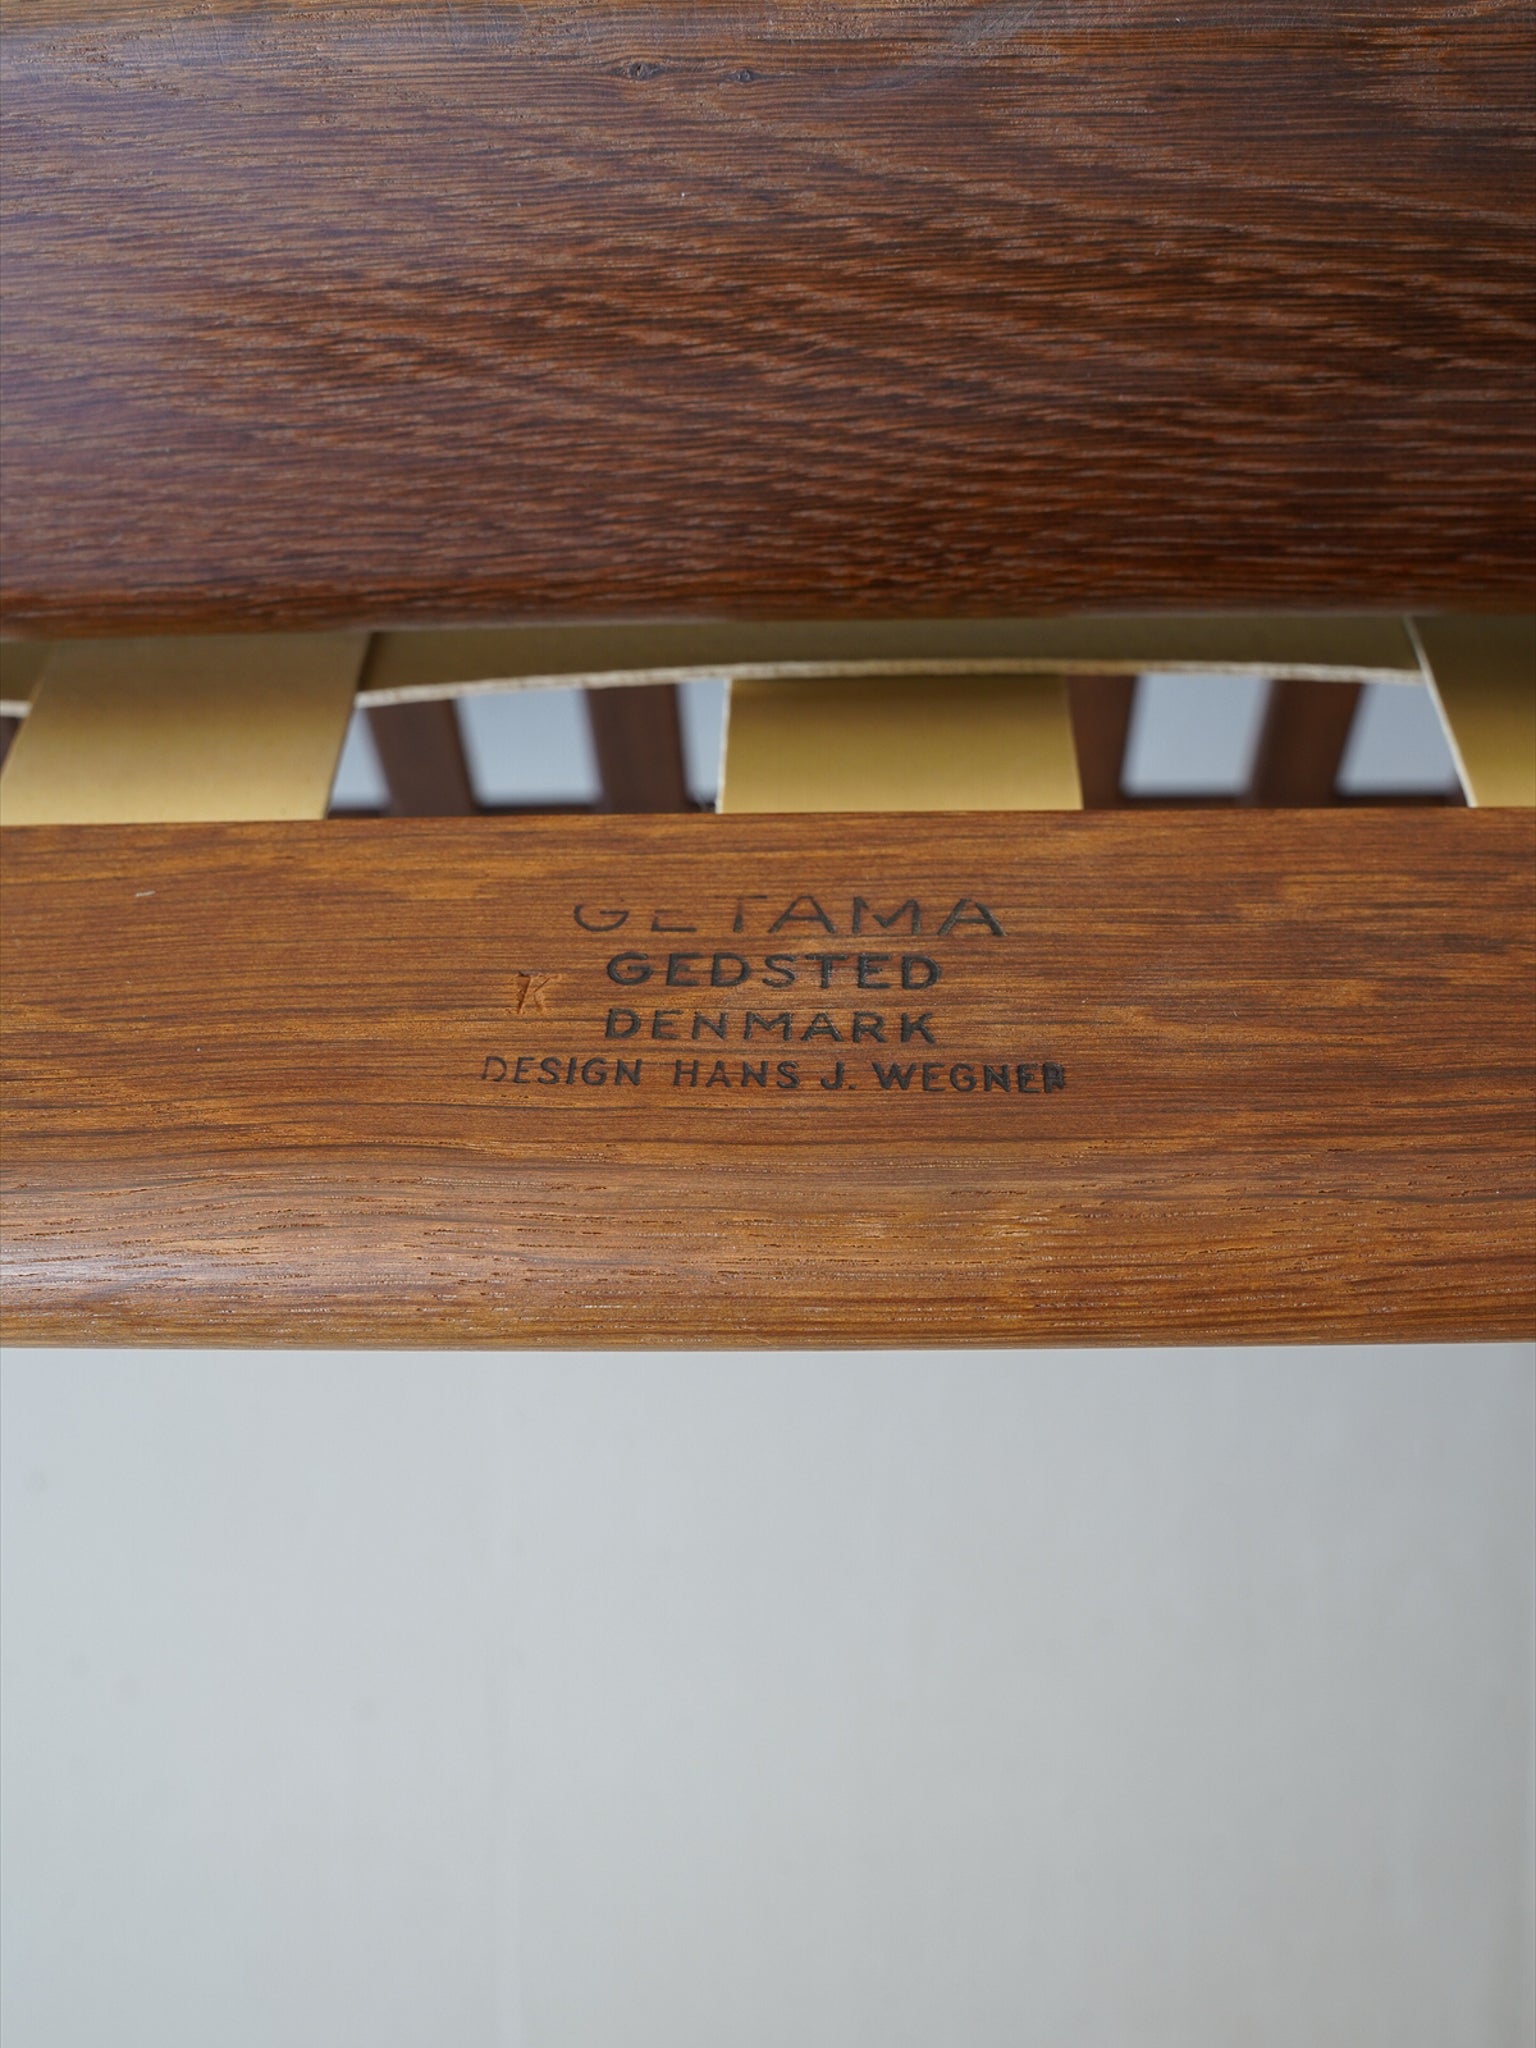 GETAMA
GEDSTED
K
DENMARK
DESIGN HANS J. WEGNER